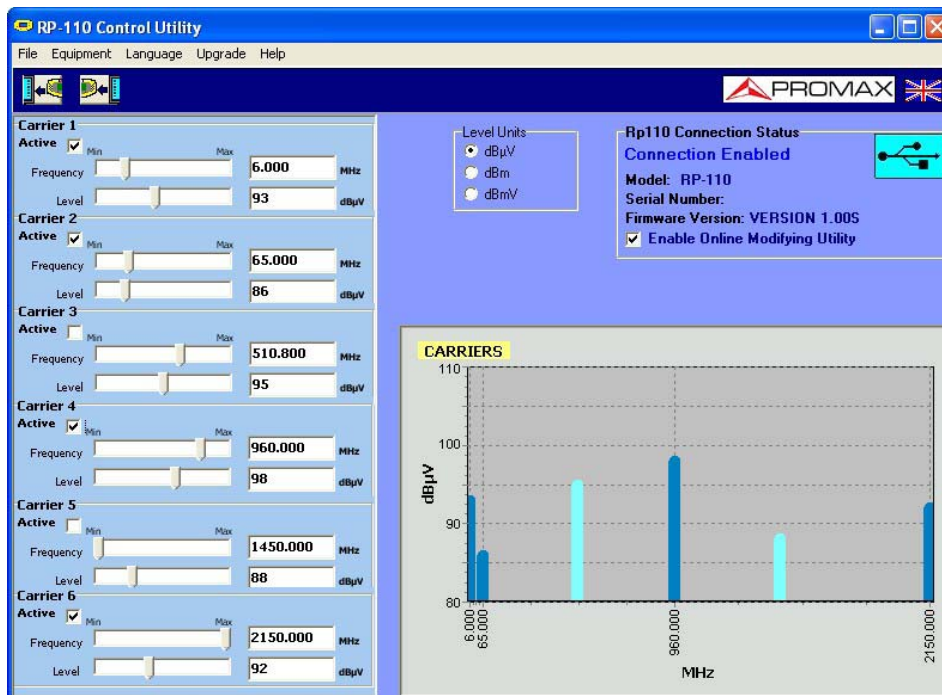 RP-110 Control Utility
File Equipment Language Upgrade Help
PROMAX
Carrier 1
Active
Min Max
Frequency 6.000 MHz
Level 93 dBµV
Carrier 2
Active
Min Max
Frequency 65.000 MHz
Level 86 dBµV
Carrier 3
Active
Min Max
Frequency 510.800 MHz
Level 95 dBµV
Carrier 4
Active
Min Max
Frequency 960.000 MHz
Level 98 dBµV
Carrier 5
Active
Min Max
Frequency 1450.000 MHz
Level 88 dBµV
Carrier 6
Active
Min Max
Frequency 2150.000 MHz
Level 92 dBµV
Level Units
dBµV
dBm
dBmV
Rp110 Connection Status
Connection Enabled
Model: RP-110
Serial Number:
Firmware Version: VERSION 1.00S
Enable Online Modifying Utility
CARRIERS
110
100
90
80
dBµV
6.000
65.000
960.000
2150.000
MHz